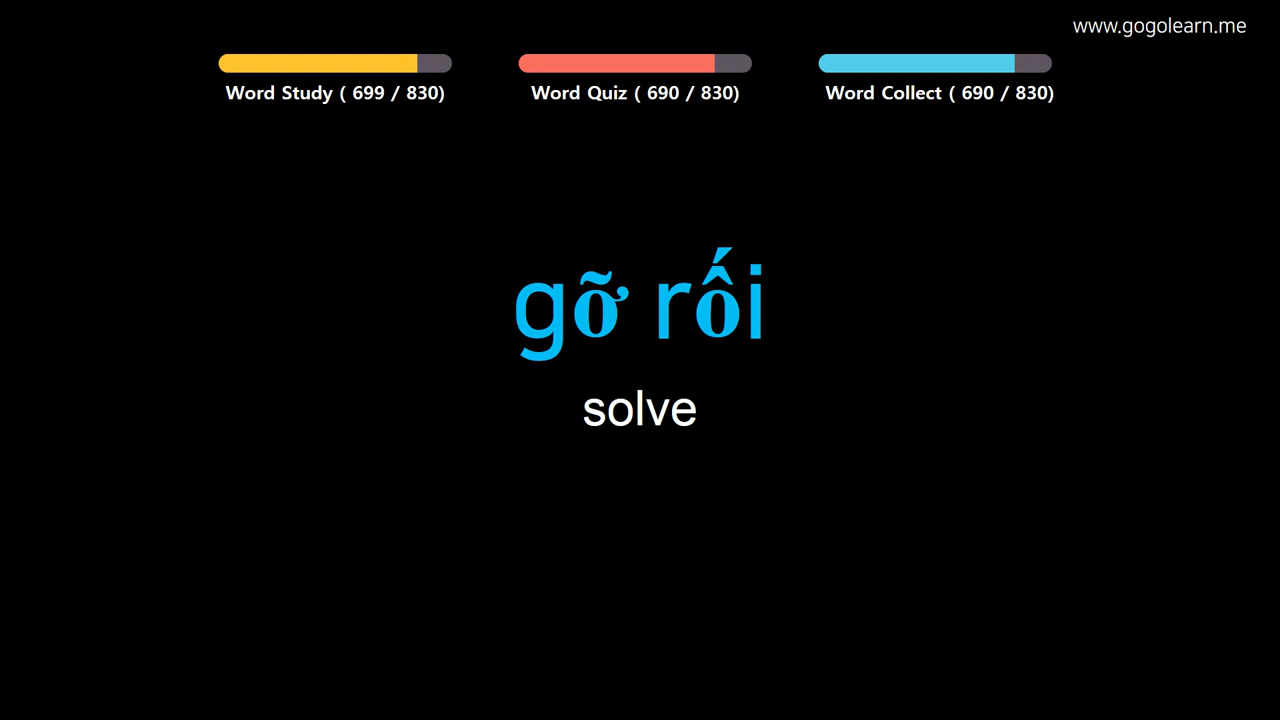 www.gogolearn.me
Word Study ( 699 / 830)
Word Quiz ( 690 / 830)
Word Collect ( 690 / 830)
gỡ rối
solve